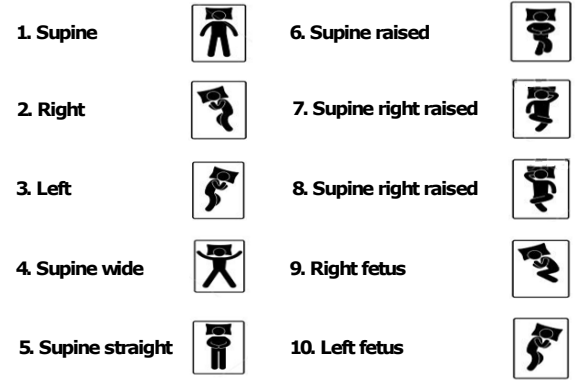 1. Supine
2. Right
3. Left
4. Supine wide
5. Supine straight
6. Supine raised
7. Supine right raised
8. Supine right raised
9. Right fetus
10. Left fetus